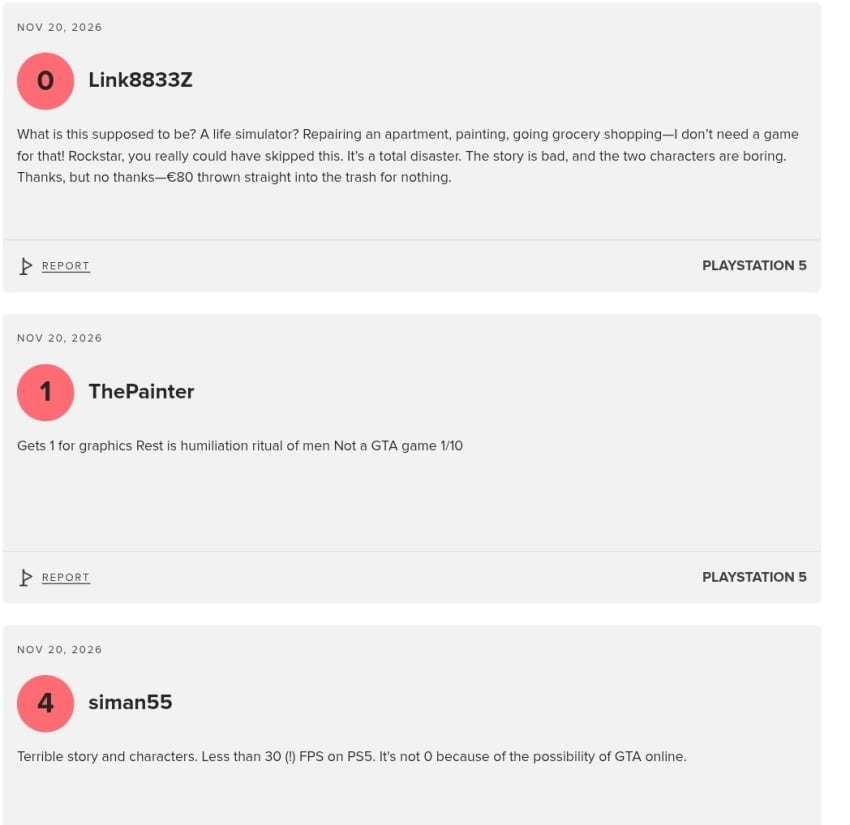 NOV 20, 2026
0 Link8833Z
What is this supposed to be? A life simulator? Repairing an apartment, painting, going grocery shopping—I don't need a game
for that! Rockstar, you really could have skipped this. It's a total disaster. The story is bad, and the two characters are boring.
Thanks, but no thanks—€80 thrown straight into the trash for nothing.
REPORT PLAYSTATION 5
NOV 20, 2026
1 ThePainter
Gets 1 for graphics Rest is humiliation ritual of men Not a GTA game 1/10
REPORT PLAYSTATION 5
NOV 20, 2026
4 siman55
Terrible story and characters. Less than 30 (!) FPS on PS5. It's not 0 because of the possibility of GTA online.